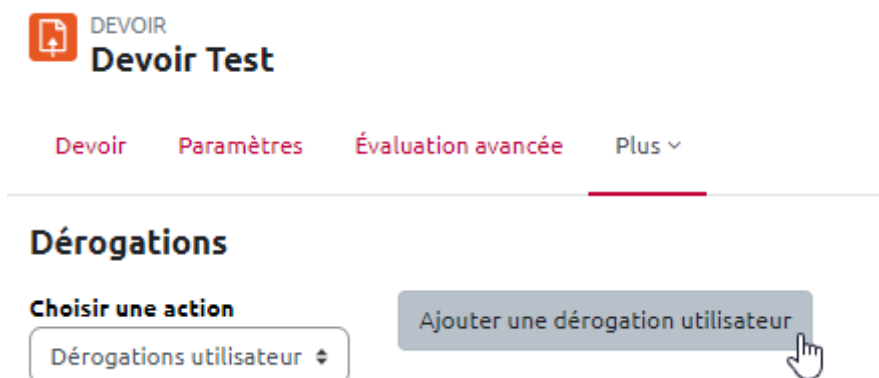 DEVOIR
Devoir Test
Devoir Paramètres Évaluation avancée Plus
Dérogations
Choisir une action
Dérogations utilisateur
Ajouter une dérogation utilisateur